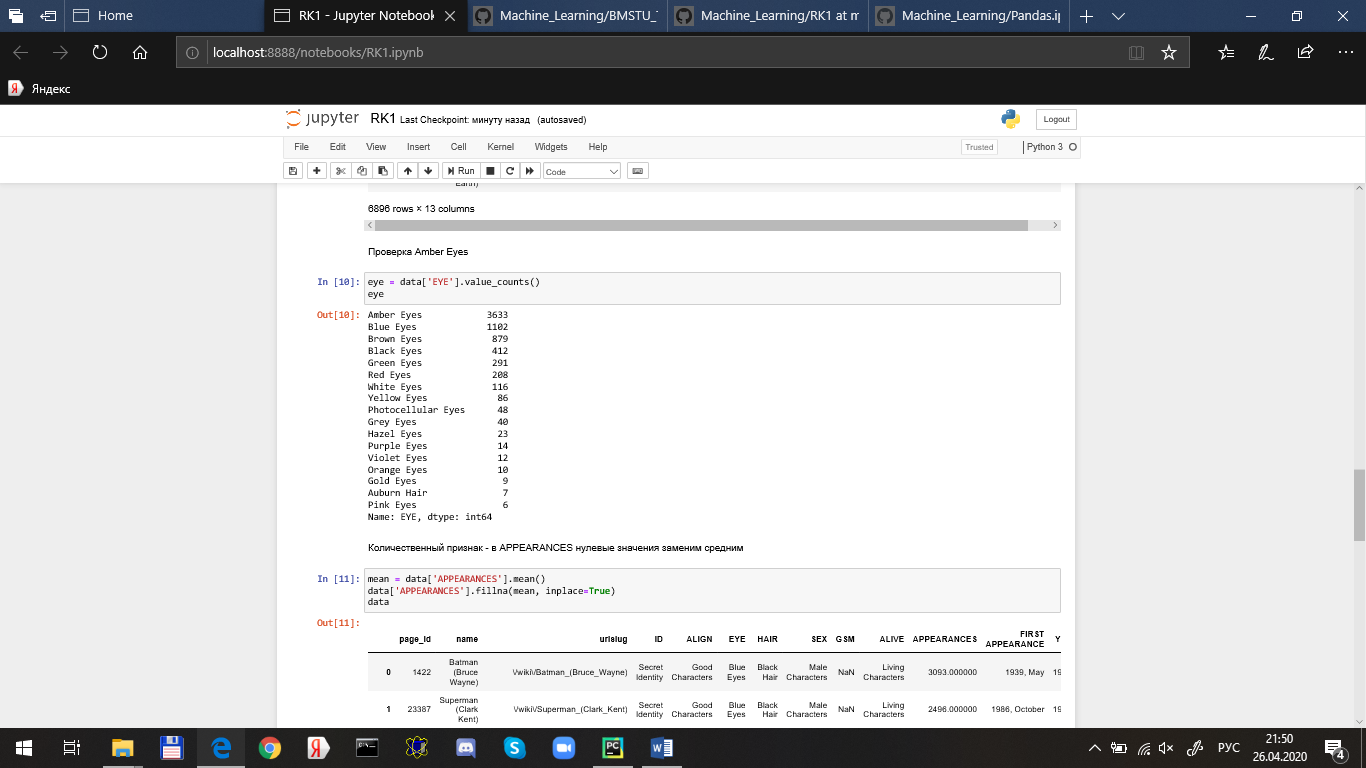 Home
RK1 - Jupyter Notebook
Machine_Learning/BMSTU_
Machine_Learning/RK1 at m
Machine_Learning/Pandas.ip
localhost:8888/notebooks/RK1.ipynb
Я Яндекс
jupyter RK1 Last Checkpoint: минуту назад (autosaved)
Logout
File Edit View Insert Cell Kernel Widgets Help
Trusted Python 3
Run Code
Earth)
6896 rows × 13 columns
Проверка Amber Eyes
In [10]: eye = data['EYE'].value_counts()
eye
Out[10]: Amber Eyes 3633
Blue Eyes 1102
Brown Eyes 879
Black Eyes 412
Green Eyes 291
Red Eyes 208
White Eyes 116
Yellow Eyes 86
Photocellular Eyes 48
Grey Eyes 40
Hazel Eyes 23
Purple Eyes 14
Violet Eyes 12
Orange Eyes 10
Gold Eyes 9
Auburn Hair 7
Pink Eyes 6
Name: EYE, dtype: int64
Количественный признак - в APPEARANCES нулевые значения заменим средним
In [11]: mean = data['APPEARANCES'].mean()
data['APPEARANCES'].fillna(mean, inplace=True)
data
Out[11]:
page_id name urlslug ID ALIGN EYE HAIR SEX GSM ALIVE APPEARANCES FIRST APPEARANCE Y
0 1422 Batman (Bruce Wayne) \/wiki\/Batman_(Bruce_Wayne) Secret Identity Good Characters Blue Eyes Black Hair Male Characters NaN Living Characters 3093.000000 1939, May 19
1 23387 Superman (Clark Kent) \/wiki\/Superman_(Clark_Kent) Secret Identity Good Characters Blue Eyes Black Hair Male Characters NaN Living Characters 2496.000000 1986, October 19
РУС
21:50
26.04.2020
4